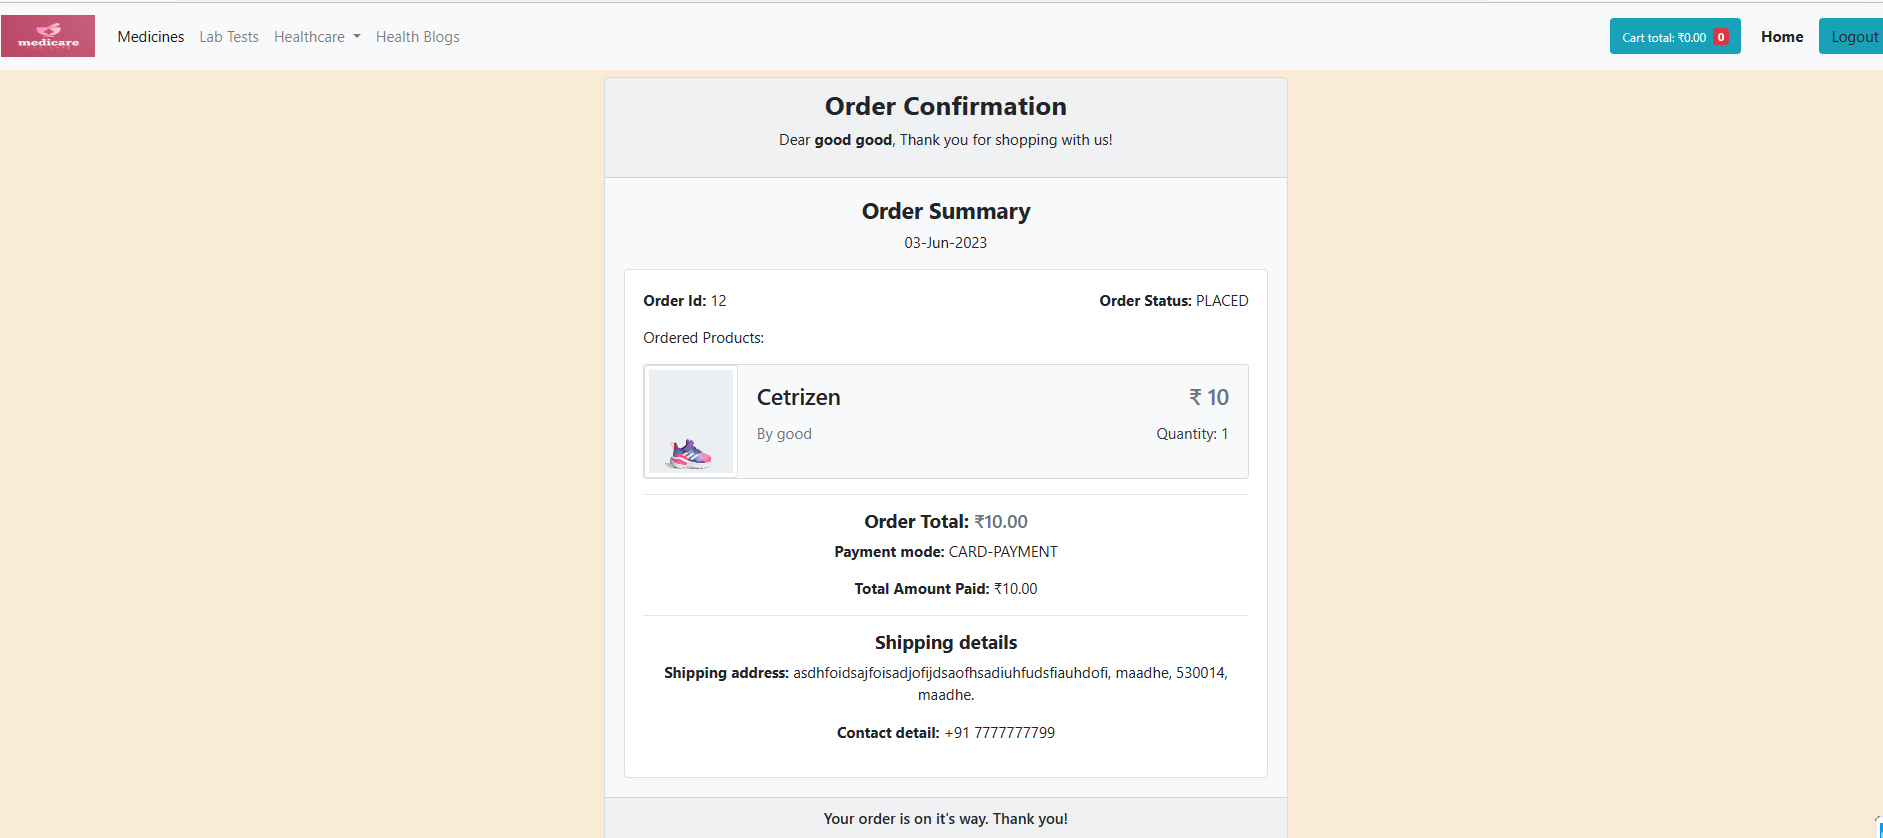 medicare
Medicines Lab Tests Healthcare Health Blogs Cart total: ₹0.00 0 Home Logout
Order Confirmation
Dear good good, Thank you for shopping with us!
Order Summary
03-Jun-2023
Order Id: 12 Order Status: PLACED
Ordered Products:
Cetrizen ₹ 10
By good Quantity: 1
Order Total: ₹10.00
Payment mode: CARD-PAYMENT
Total Amount Paid: ₹10.00
Shipping details
Shipping address: asdhfoidsajfoisadjofijdsaofhsadiuhfudsfiauhdofi, maadhe, 530014,
maadhe.
Contact detail: +91 7777777799
Your order is on it's way. Thank you!